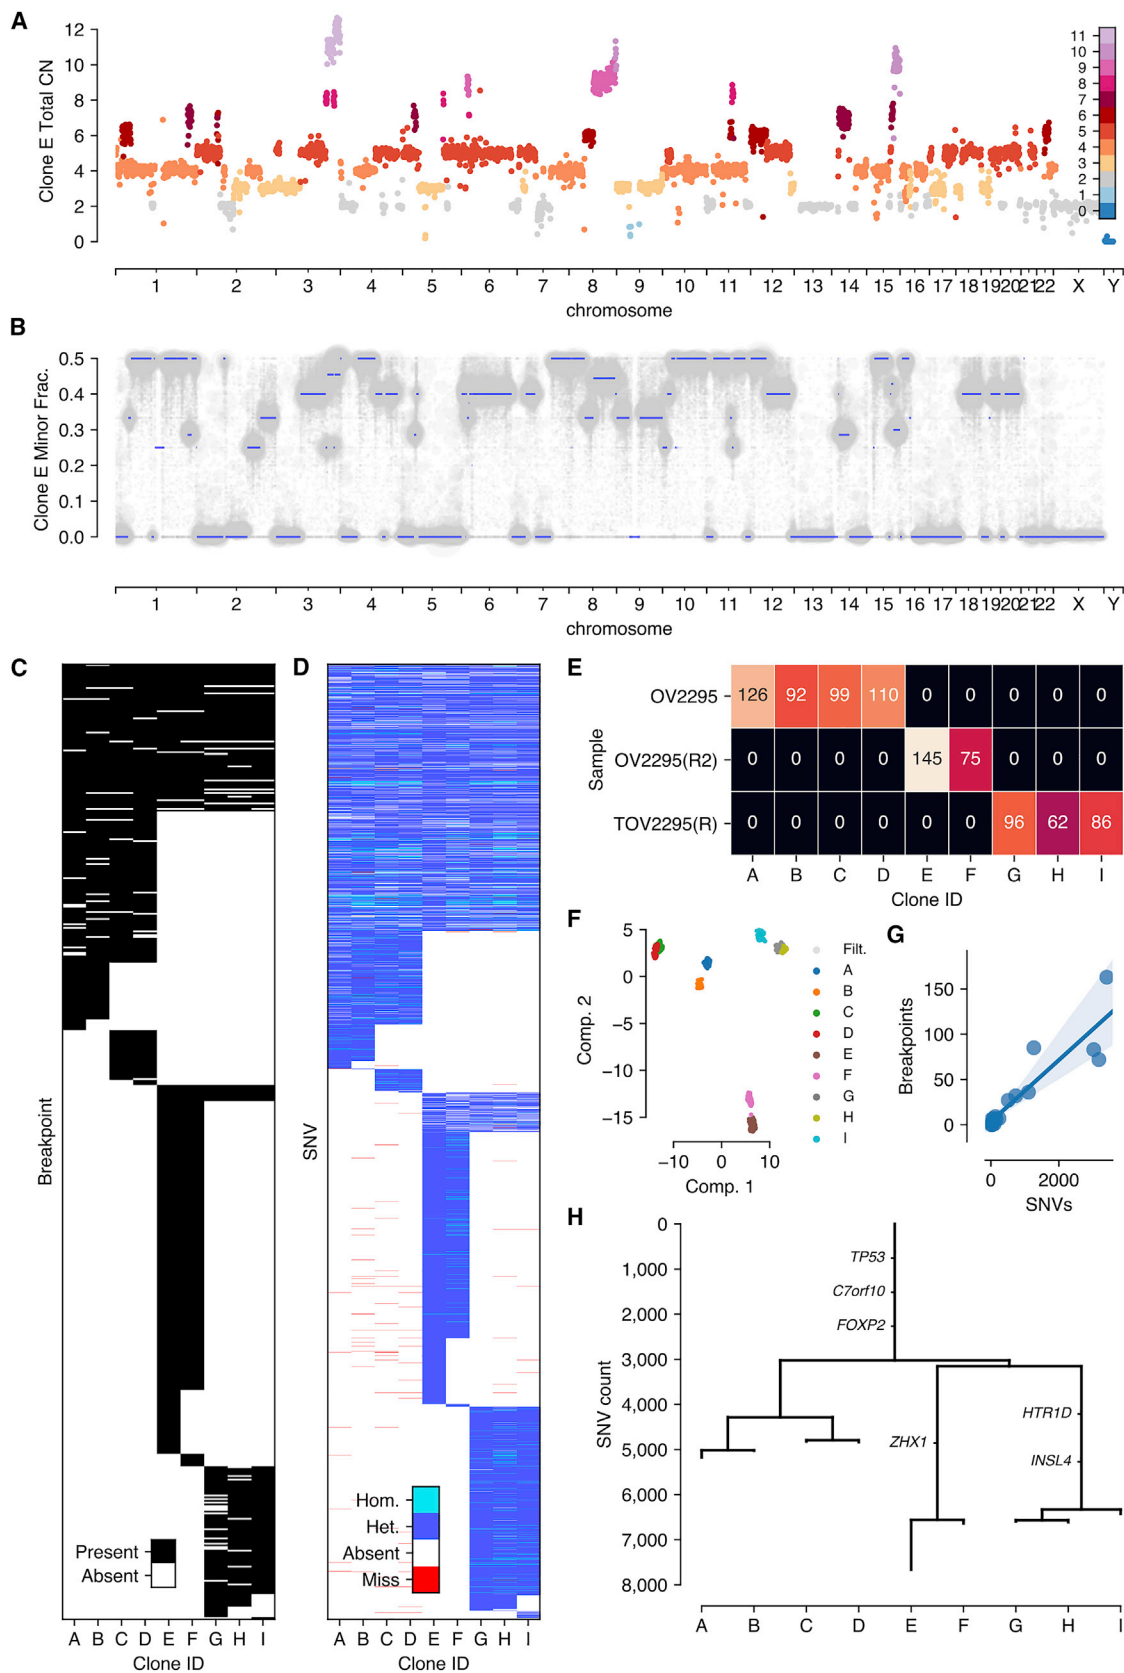 A
Clone E Total CN
12
10
8
6
4
2
0
11
10
9
8
7
6
5
4
3
2
1
0
1 2 3 4 5 6 7 8 9 10 11 12 13 14 15 16 17 18 19 20 21 22 X Y
chromosome
B
Clone E Minor Frac.
0.5
0.4
0.3
0.2
0.1
0.0
1 2 3 4 5 6 7 8 9 10 11 12 13 14 15 16 17 18 19 20 21 22 X Y
chromosome
C
Breakpoint
Present
Absent
A B C D E F G H I
Clone ID
D
SNV
Hom.
Het.
Absent
Miss
A B C D E F G H I
Clone ID
E
Sample
OV2295 126 92 99 110 0 0 0 0 0
OV2295(R2) 0 0 0 0 145 75 0 0 0
TOV2295(R) 0 0 0 0 0 0 96 62 86
A B C D E F G H I
Clone ID
F
Comp. 2
5
0
−5
−10
−15
−10 0 10
Comp. 1
Filt.
A
B
C
D
E
F
G
H
I
G
Breakpoints
150
100
50
0
0 2000
SNVs
H
SNV count
0
1,000
2,000
3,000
4,000
5,000
6,000
7,000
8,000
TP53
C7orf10
FOXP2
HTR1D
ZHX1
INSL4
A B C D E F G H I